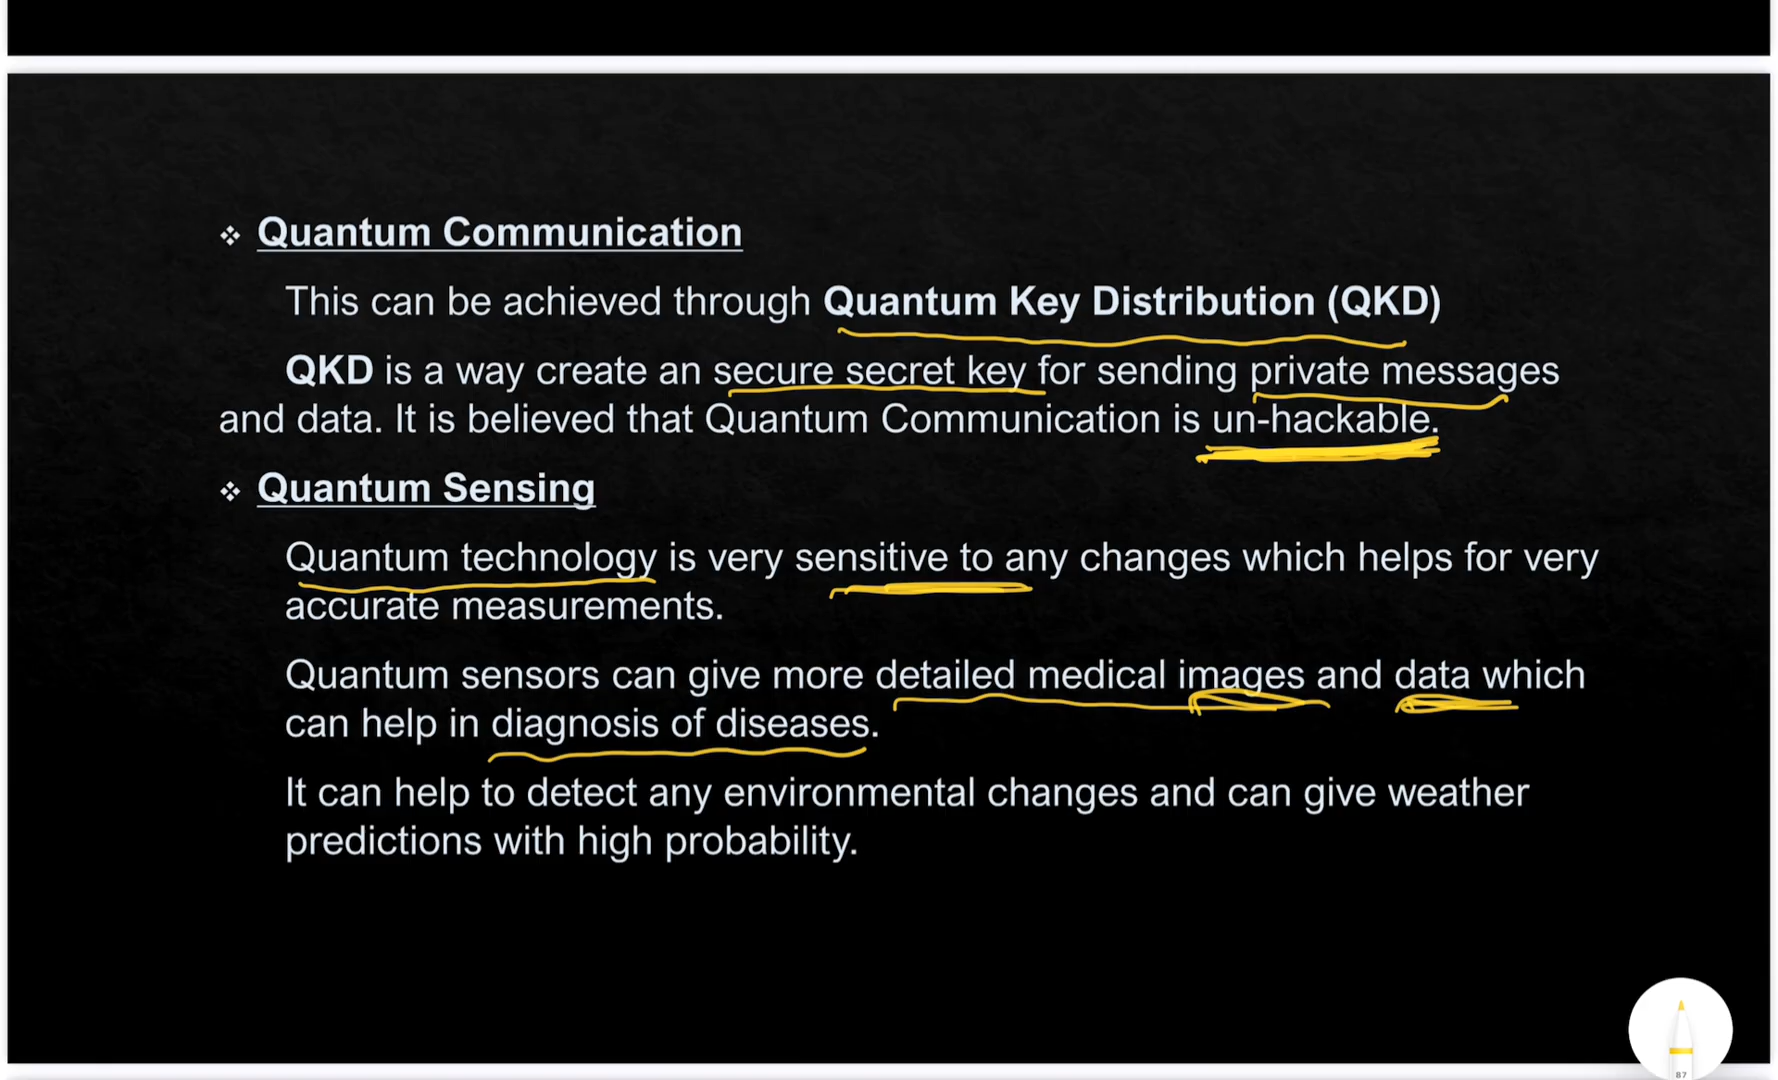 ❖ Quantum Communication
This can be achieved through Quantum Key Distribution (QKD)
QKD is a way create an secure secret key for sending private messages
and data. It is believed that Quantum Communication is un-hackable.
❖ Quantum Sensing
Quantum technology is very sensitive to any changes which helps for very
accurate measurements.
Quantum sensors can give more detailed medical images and data which
can help in diagnosis of diseases.
It can help to detect any environmental changes and can give weather
predictions with high probability.
87